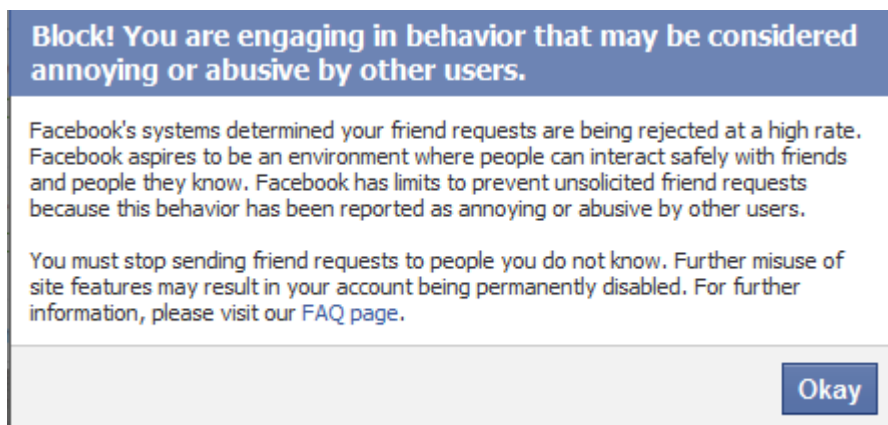 Block! You are engaging in behavior that may be considered
annoying or abusive by other users.
Facebook's systems determined your friend requests are being rejected at a high rate.
Facebook aspires to be an environment where people can interact safely with friends
and people they know. Facebook has limits to prevent unsolicited friend requests
because this behavior has been reported as annoying or abusive by other users.
You must stop sending friend requests to people you do not know. Further misuse of
site features may result in your account being permanently disabled. For further
information, please visit our FAQ page.
Okay